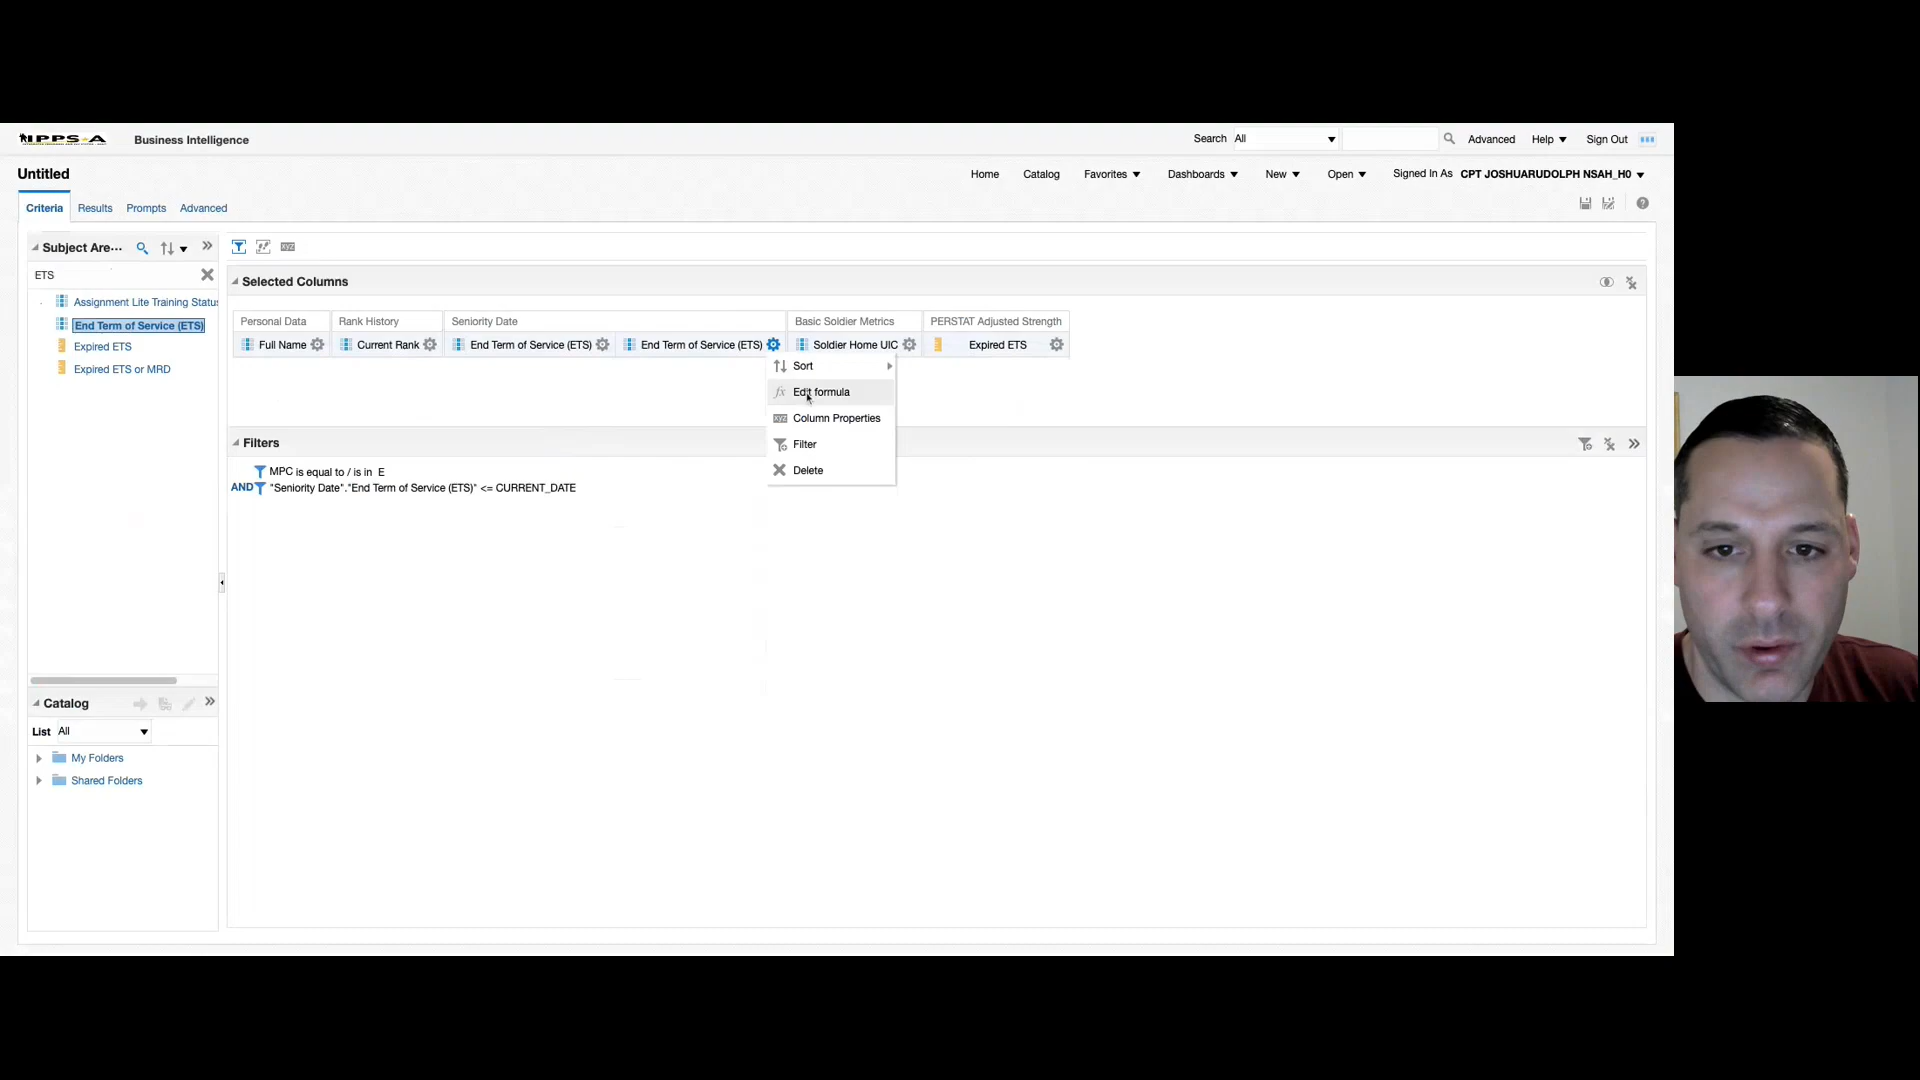 IPPS-A Business Intelligence Search All Advanced Help Sign Out
Untitled Home Catalog Favorites Dashboards New Open Signed In As CPT JOSHUARUDOLPH NSAH_H0
Criteria Results Prompts Advanced
Subject Are...
ETS
Assignment Lite Training Status
End Term of Service (ETS)
Expired ETS
Expired ETS or MRD
Catalog
List All
My Folders
Shared Folders
Selected Columns
Personal Data Rank History Seniority Date Basic Soldier Metrics PERSTAT Adjusted Strength
Full Name Current Rank End Term of Service (ETS) End Term of Service (ETS) Soldier Home UIC Expired ETS
Sort
fx Edit formula
xyz Column Properties
Filter
Delete
Filters
MPC is equal to / is in E
AND "Seniority Date"."End Term of Service (ETS)" <= CURRENT_DATE